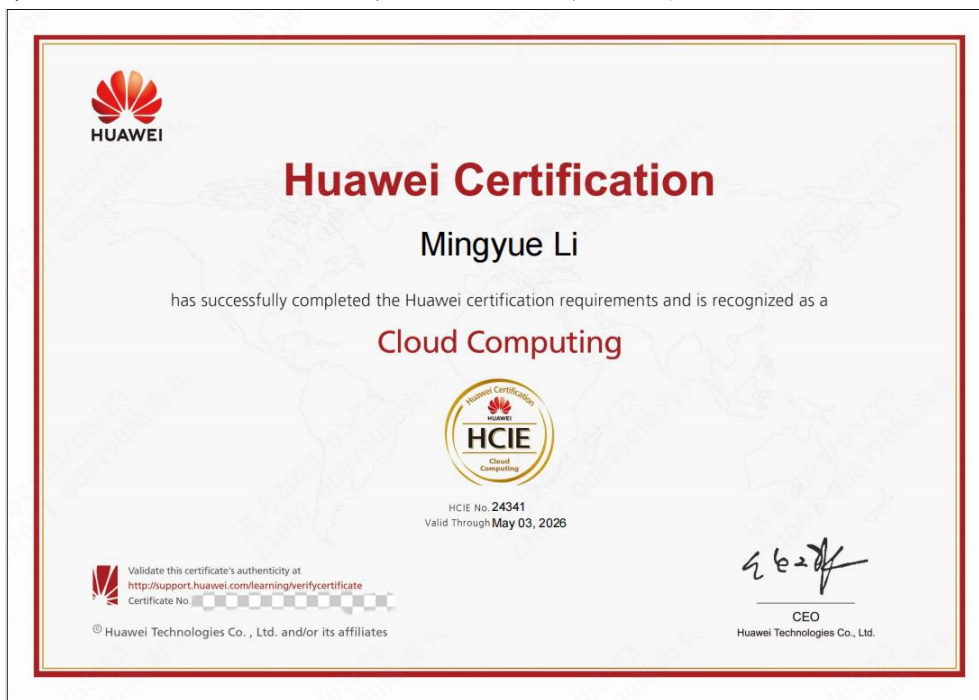 HUAWEI
Huawei Certification
Mingyue Li
has successfully completed the Huawei certification requirements and is recognized as a
Cloud Computing
Huawei Certification
HUAWEI
HCIE
Cloud
Computing
HCIE No. 24341
Valid Through May 03, 2026
Validate this certificate's authenticity at
http://support.huawei.com/learning/verifycertificate
Certificate No.
© Huawei Technologies Co. , Ltd. and/or its affiliates
CEO
Huawei Technologies Co., Ltd.